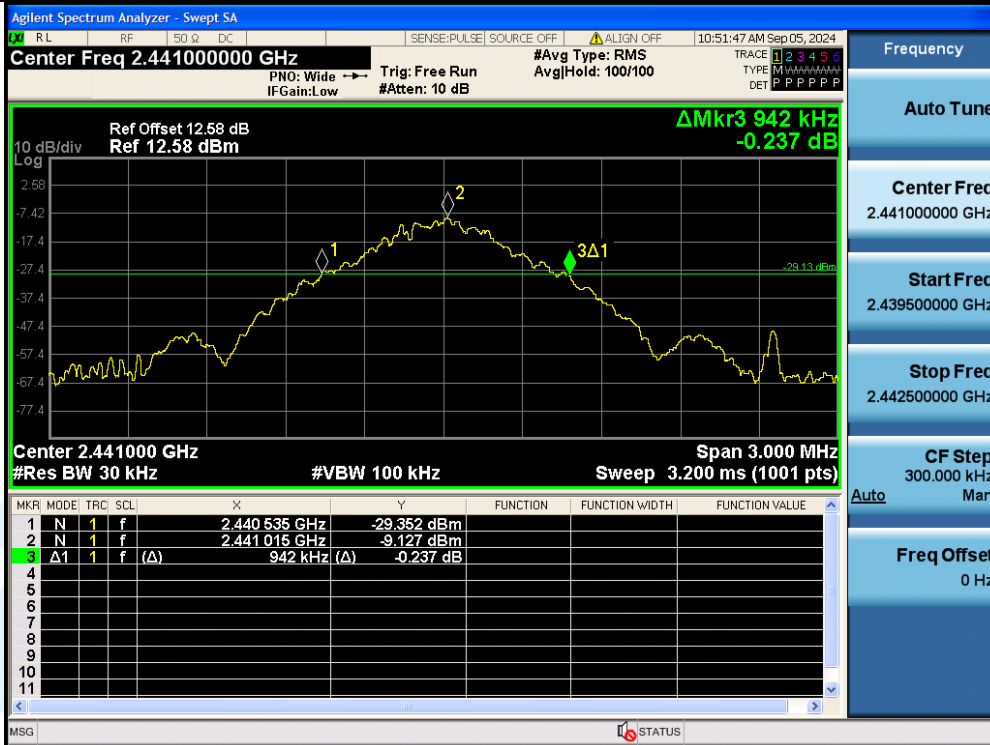 Agilent Spectrum Analyzer - Swept SA
LXI RL RF 50 Ω DC SENSE:PULSE SOURCE OFF ALIGN OFF 10:51:47 AM Sep 05, 2024
Center Freq 2.441000000 GHz
PNO: Wide
IFGain:Low
Trig: Free Run
#Atten: 10 dB
#Avg Type: RMS
Avg|Hold: 100/100
TRACE 1 2 3 4 5 6
TYPE M WWWWW
DET P P P P P P
ΔMkr3 942 kHz
-0.237 dB
Ref Offset 12.58 dB
10 dB/div Ref 12.58 dBm
Log
2.58
-7.42
-17.4
-27.4
-37.4
-47.4
-57.4
-67.4
-77.4
1
2
3Δ1
-29.13 dBm
Center 2.441000 GHz Span 3.000 MHz
#Res BW 30 kHz #VBW 100 kHz Sweep 3.200 ms (1001 pts)
MKR MODE TRC SCL X Y FUNCTION FUNCTION WIDTH FUNCTION VALUE
1 N 1 f 2.440 535 GHz -29.352 dBm
2 N 1 f 2.441 015 GHz -9.127 dBm
3 Δ1 1 f (Δ) 942 kHz (Δ) -0.237 dB
4
5
6
7
8
9
10
11
MSG STATUS
Frequency
Auto Tune
Center Freq
2.441000000 GHz
Start Freq
2.439500000 GHz
Stop Freq
2.442500000 GHz
CF Step
300.000 kHz
Auto Man
Freq Offset
0 Hz